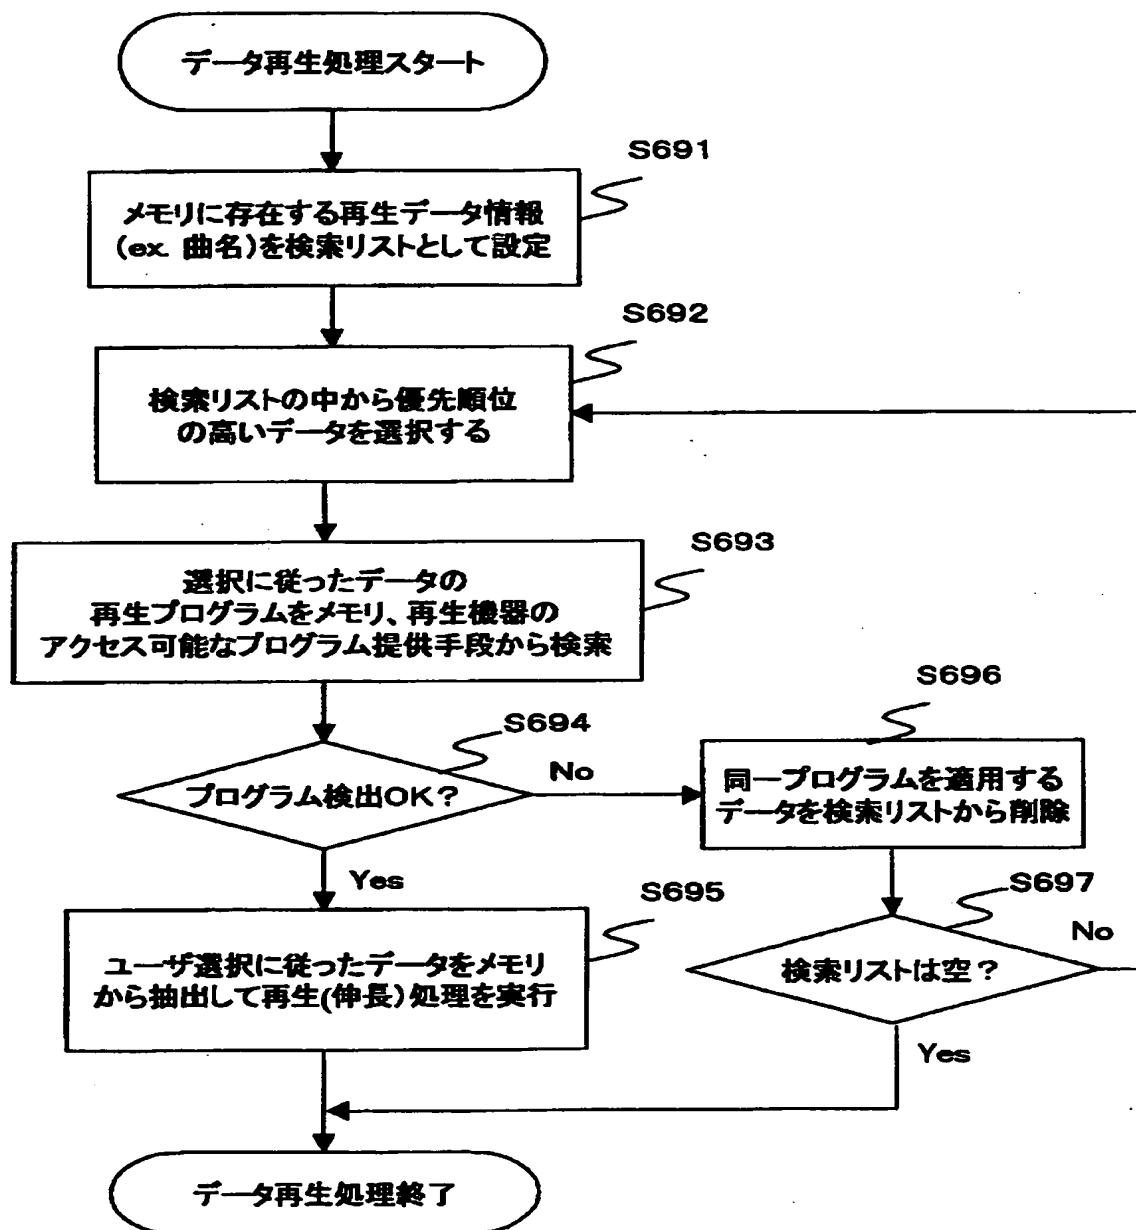 データ再生処理スタート
S691
メモリに存在する再生データ情報
(ex. 曲名)を検索リストとして設定
S692
検索リストの中から優先順位
の高いデータを選択する
S693
選択に従ったデータの
再生プログラムをメモリ、再生機器の
アクセス可能なプログラム提供手段から検索
S694
プログラム検出OK?
No
S696
同一プログラムを適用する
データを検索リストから削除
Yes
S695
ユーザ選択に従ったデータをメモリ
から抽出して再生(伸長)処理を実行
S697
検索リストは空?
No
Yes
データ再生処理終了